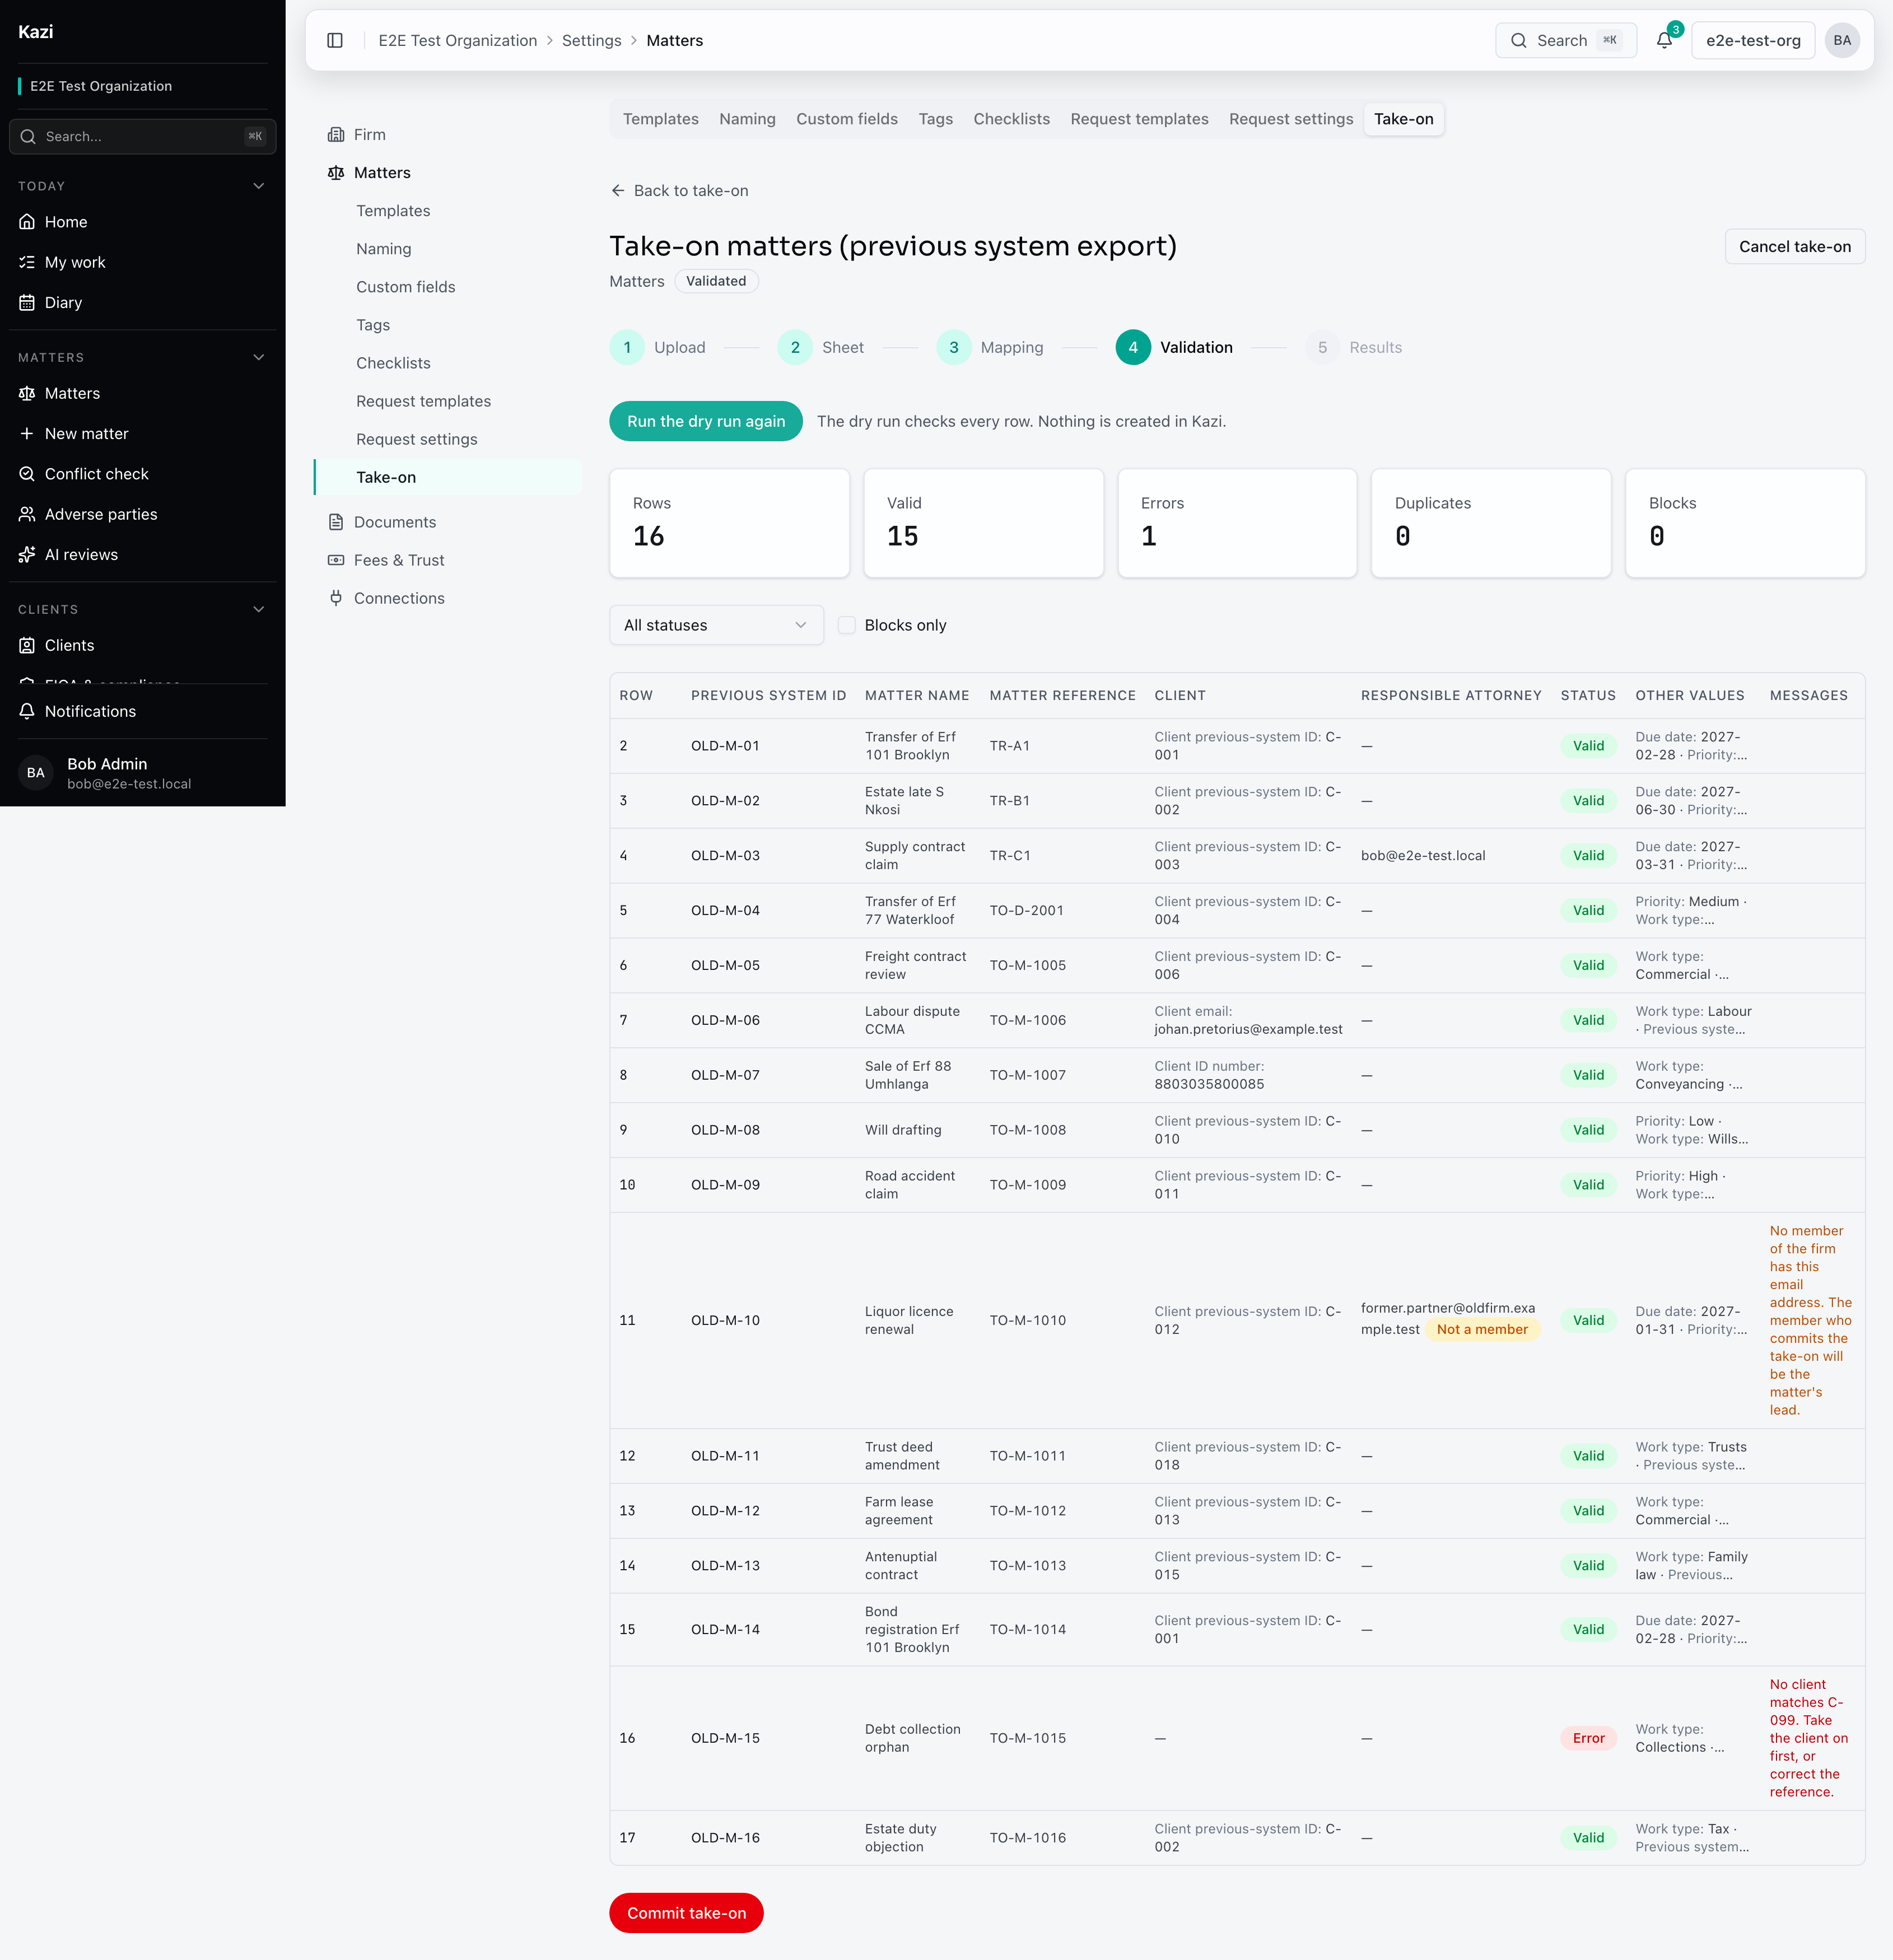 Kazi
E2E Test Organization
Search... ⌘K
TODAY
Home
My work
Diary
MATTERS
Matters
New matter
Conflict check
Adverse parties
AI reviews
CLIENTS
Clients
Notifications
BA
Bob Admin
bob@e2e-test.local
E2E Test Organization > Settings > Matters
Search ⌘K
3
e2e-test-org
BA
Firm
Matters
Templates
Naming
Custom fields
Tags
Checklists
Request templates
Request settings
Take-on
Documents
Fees & Trust
Connections
Templates Naming Custom fields Tags Checklists Request templates Request settings Take-on
← Back to take-on
Take-on matters (previous system export)
Cancel take-on
Matters Validated
1 Upload 2 Sheet 3 Mapping 4 Validation 5 Results
Run the dry run again The dry run checks every row. Nothing is created in Kazi.
Rows
16
Valid
15
Errors
1
Duplicates
0
Blocks
0
All statuses Blocks only
ROW PREVIOUS SYSTEM ID MATTER NAME MATTER REFERENCE CLIENT RESPONSIBLE ATTORNEY STATUS OTHER VALUES MESSAGES
2 OLD-M-01 Transfer of Erf 101 Brooklyn TR-A1 Client previous-system ID: C-001 — Valid Due date: 2027-02-28 · Priority:...
3 OLD-M-02 Estate late S Nkosi TR-B1 Client previous-system ID: C-002 — Valid Due date: 2027-06-30 · Priority:...
4 OLD-M-03 Supply contract claim TR-C1 Client previous-system ID: C-003 bob@e2e-test.local Valid Due date: 2027-03-31 · Priority:...
5 OLD-M-04 Transfer of Erf 77 Waterkloof TO-D-2001 Client previous-system ID: C-004 — Valid Priority: Medium · Work type:...
6 OLD-M-05 Freight contract review TO-M-1005 Client previous-system ID: C-006 — Valid Work type: Commercial ·...
7 OLD-M-06 Labour dispute CCMA TO-M-1006 Client email: johan.pretorius@example.test — Valid Work type: Labour · Previous syste...
8 OLD-M-07 Sale of Erf 88 Umhlanga TO-M-1007 Client ID number: 8803035800085 — Valid Work type: Conveyancing ·...
9 OLD-M-08 Will drafting TO-M-1008 Client previous-system ID: C-010 — Valid Priority: Low · Work type: Wills...
10 OLD-M-09 Road accident claim TO-M-1009 Client previous-system ID: C-011 — Valid Priority: High · Work type:...
11 OLD-M-10 Liquor licence renewal TO-M-1010 Client previous-system ID: C-012 former.partner@oldfirm.example.test Not a member Valid Due date: 2027-01-31 · Priority:... No member of the firm has this email address. The member who commits the take-on will be the matter's lead.
12 OLD-M-11 Trust deed amendment TO-M-1011 Client previous-system ID: C-018 — Valid Work type: Trusts · Previous syste...
13 OLD-M-12 Farm lease agreement TO-M-1012 Client previous-system ID: C-013 — Valid Work type: Commercial ·...
14 OLD-M-13 Antenuptial contract TO-M-1013 Client previous-system ID: C-015 — Valid Work type: Family law · Previous...
15 OLD-M-14 Bond registration Erf 101 Brooklyn TO-M-1014 Client previous-system ID: C-001 — Valid Due date: 2027-02-28 · Priority:...
16 OLD-M-15 Debt collection orphan TO-M-1015 — — Error Work type: Collections ·... No client matches C-099. Take the client on first, or correct the reference.
17 OLD-M-16 Estate duty objection TO-M-1016 Client previous-system ID: C-002 — Valid Work type: Tax · Previous system...
Commit take-on